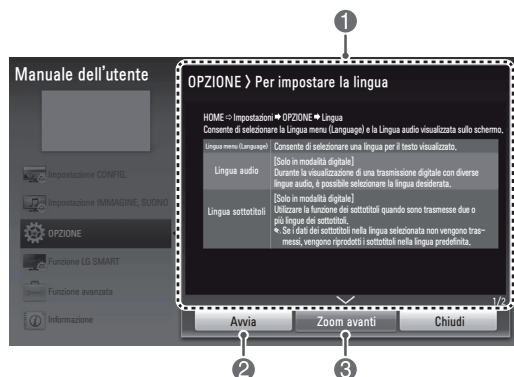 1
Manuale dell'utente
OPZIONE > Per impostare la lingua
HOME ⇨ Impostazioni ➡ OPZIONE ➡ Lingua
Consente di selezionare la Lingua menu (Language) e la Lingua audio visualizzata sullo schermo.
Lingua menu (Language) Consente di selezionare una lingua per il testo visualizzato.
Lingua audio
[Solo in modalità digitale]
Durante la visualizzazione di una trasmissione digitale con diverse
lingue audio, è possibile selezionare la lingua desiderata.
Lingua sottotitoli
[Solo in modalità digitale]
Utilizzare la funzione dei sottotitoli quando sono trasmesse due o
più lingue dei sottotitoli.
Se i dati dei sottotitoli nella lingua selezionata non vengono tras-
messi, vengono riprodotti i sottotitoli nella lingua predefinita.
Impostazione CONFIG.
Impostazione IMMAGINE, SUONO
OPZIONE
Funzione LG SMART
Funzione avanzata
Informazione
1/2
Avvia
Zoom avanti
Chiudi
2
3